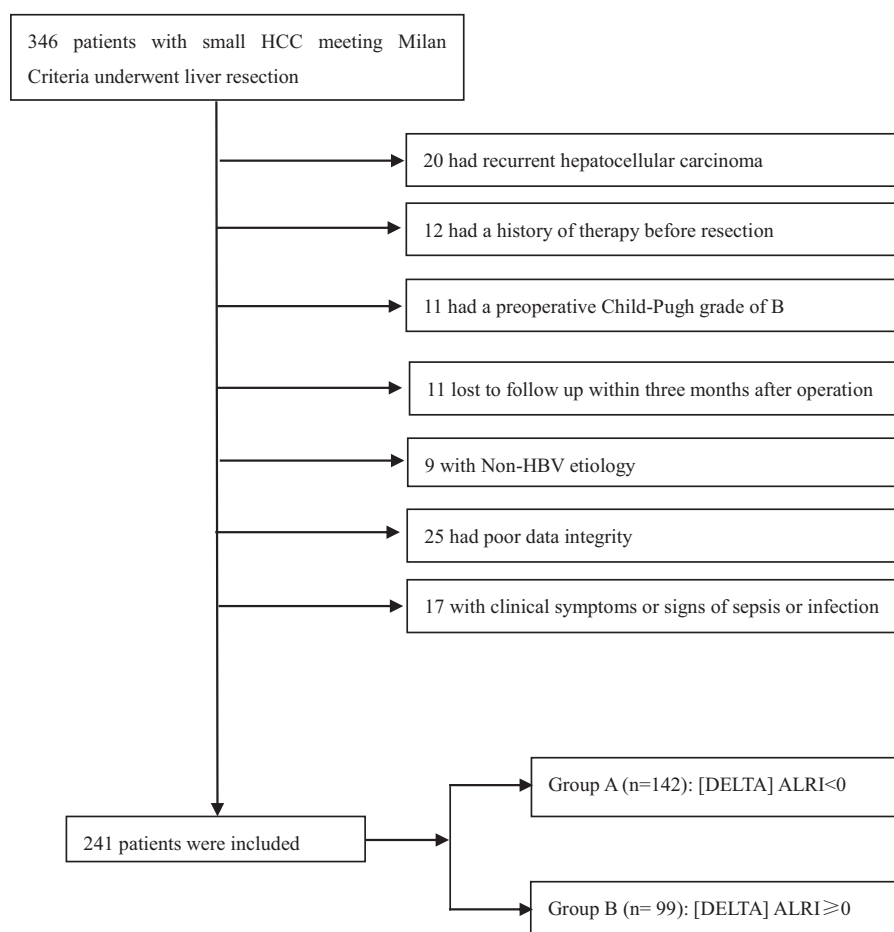 346 patients with small HCC meeting Milan
Criteria underwent liver resection
20 had recurrent hepatocellular carcinoma
12 had a history of therapy before resection
11 had a preoperative Child-Pugh grade of B
11 lost to follow up within three months after operation
9 with Non-HBV etiology
25 had poor data integrity
17 with clinical symptoms or signs of sepsis or infection
Group A (n=142): [DELTA] ALRI<0
241 patients were included
Group B (n= 99): [DELTA] ALRI≥0